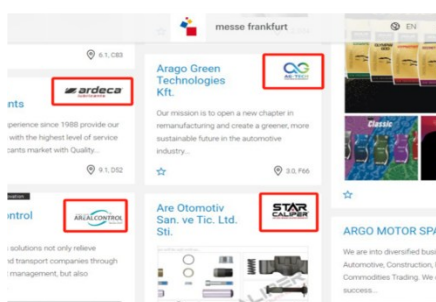 messe frankfurt
EN
6.1, C83
ardeca
lubricants
nts
perience since 1988 provide our
with the highest level of service
cants market with Quality...
9.1, D52
ontrol
AREALCONTROL
solutions not only relieve
nd transport companies through
management, but also
Arago Green
Technologies
Kft.
AG-TECH
Our mission is to open a new chapter in
remanufacturing and create a greener, more
sustainable future in the automotive
industry...
3.0, F66
Are Otomotiv
San. ve Tic. Ltd.
Sti.
STAR
CALIPER
Classic
ARGO MOTOR SPA
We are into diversified busi
Automotive, Construction,
Commodities Trading. We
success...